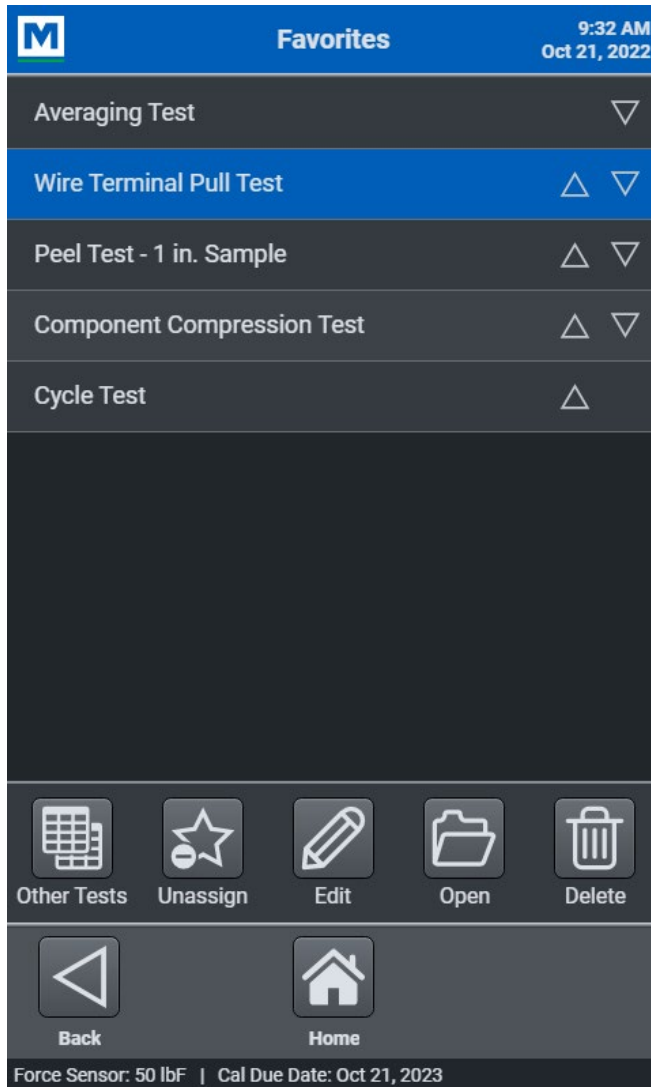 M
Favorites
9:32 AM
Oct 21, 2022
Averaging Test
Wire Terminal Pull Test
Peel Test - 1 in. Sample
Component Compression Test
Cycle Test
Other Tests
Unassign
Edit
Open
Delete
Back
Home
Force Sensor: 50 lbF | Cal Due Date: Oct 21, 2023